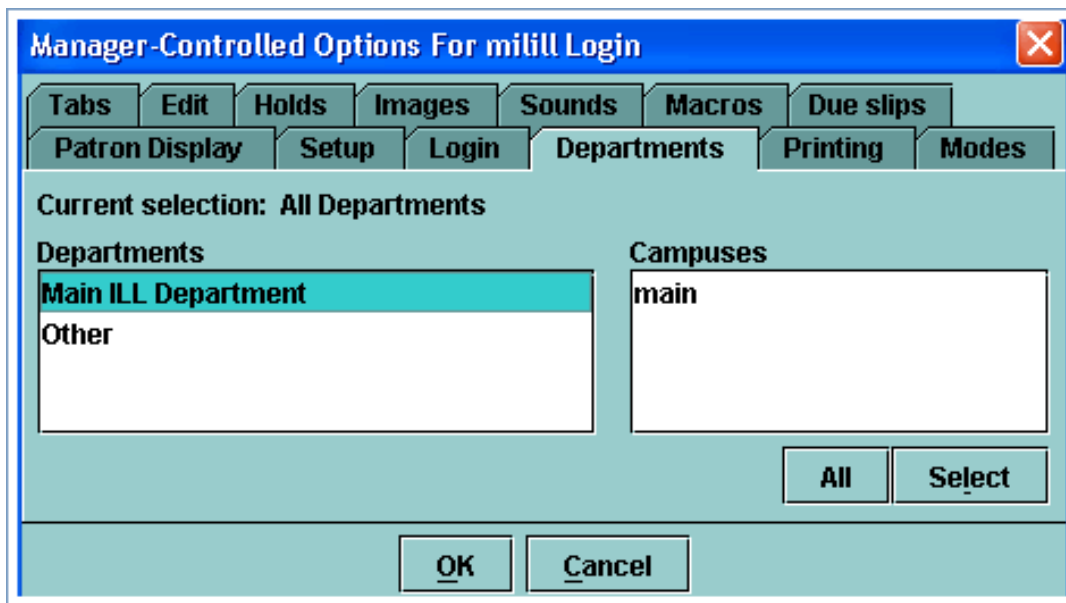 Manager-Controlled Options For milill Login
Tabs Edit Holds Images Sounds Macros Due slips
Patron Display Setup Login Departments Printing Modes
Current selection: All Departments
Departments Campuses
Main ILL Department main
Other
All Select
OK Cancel